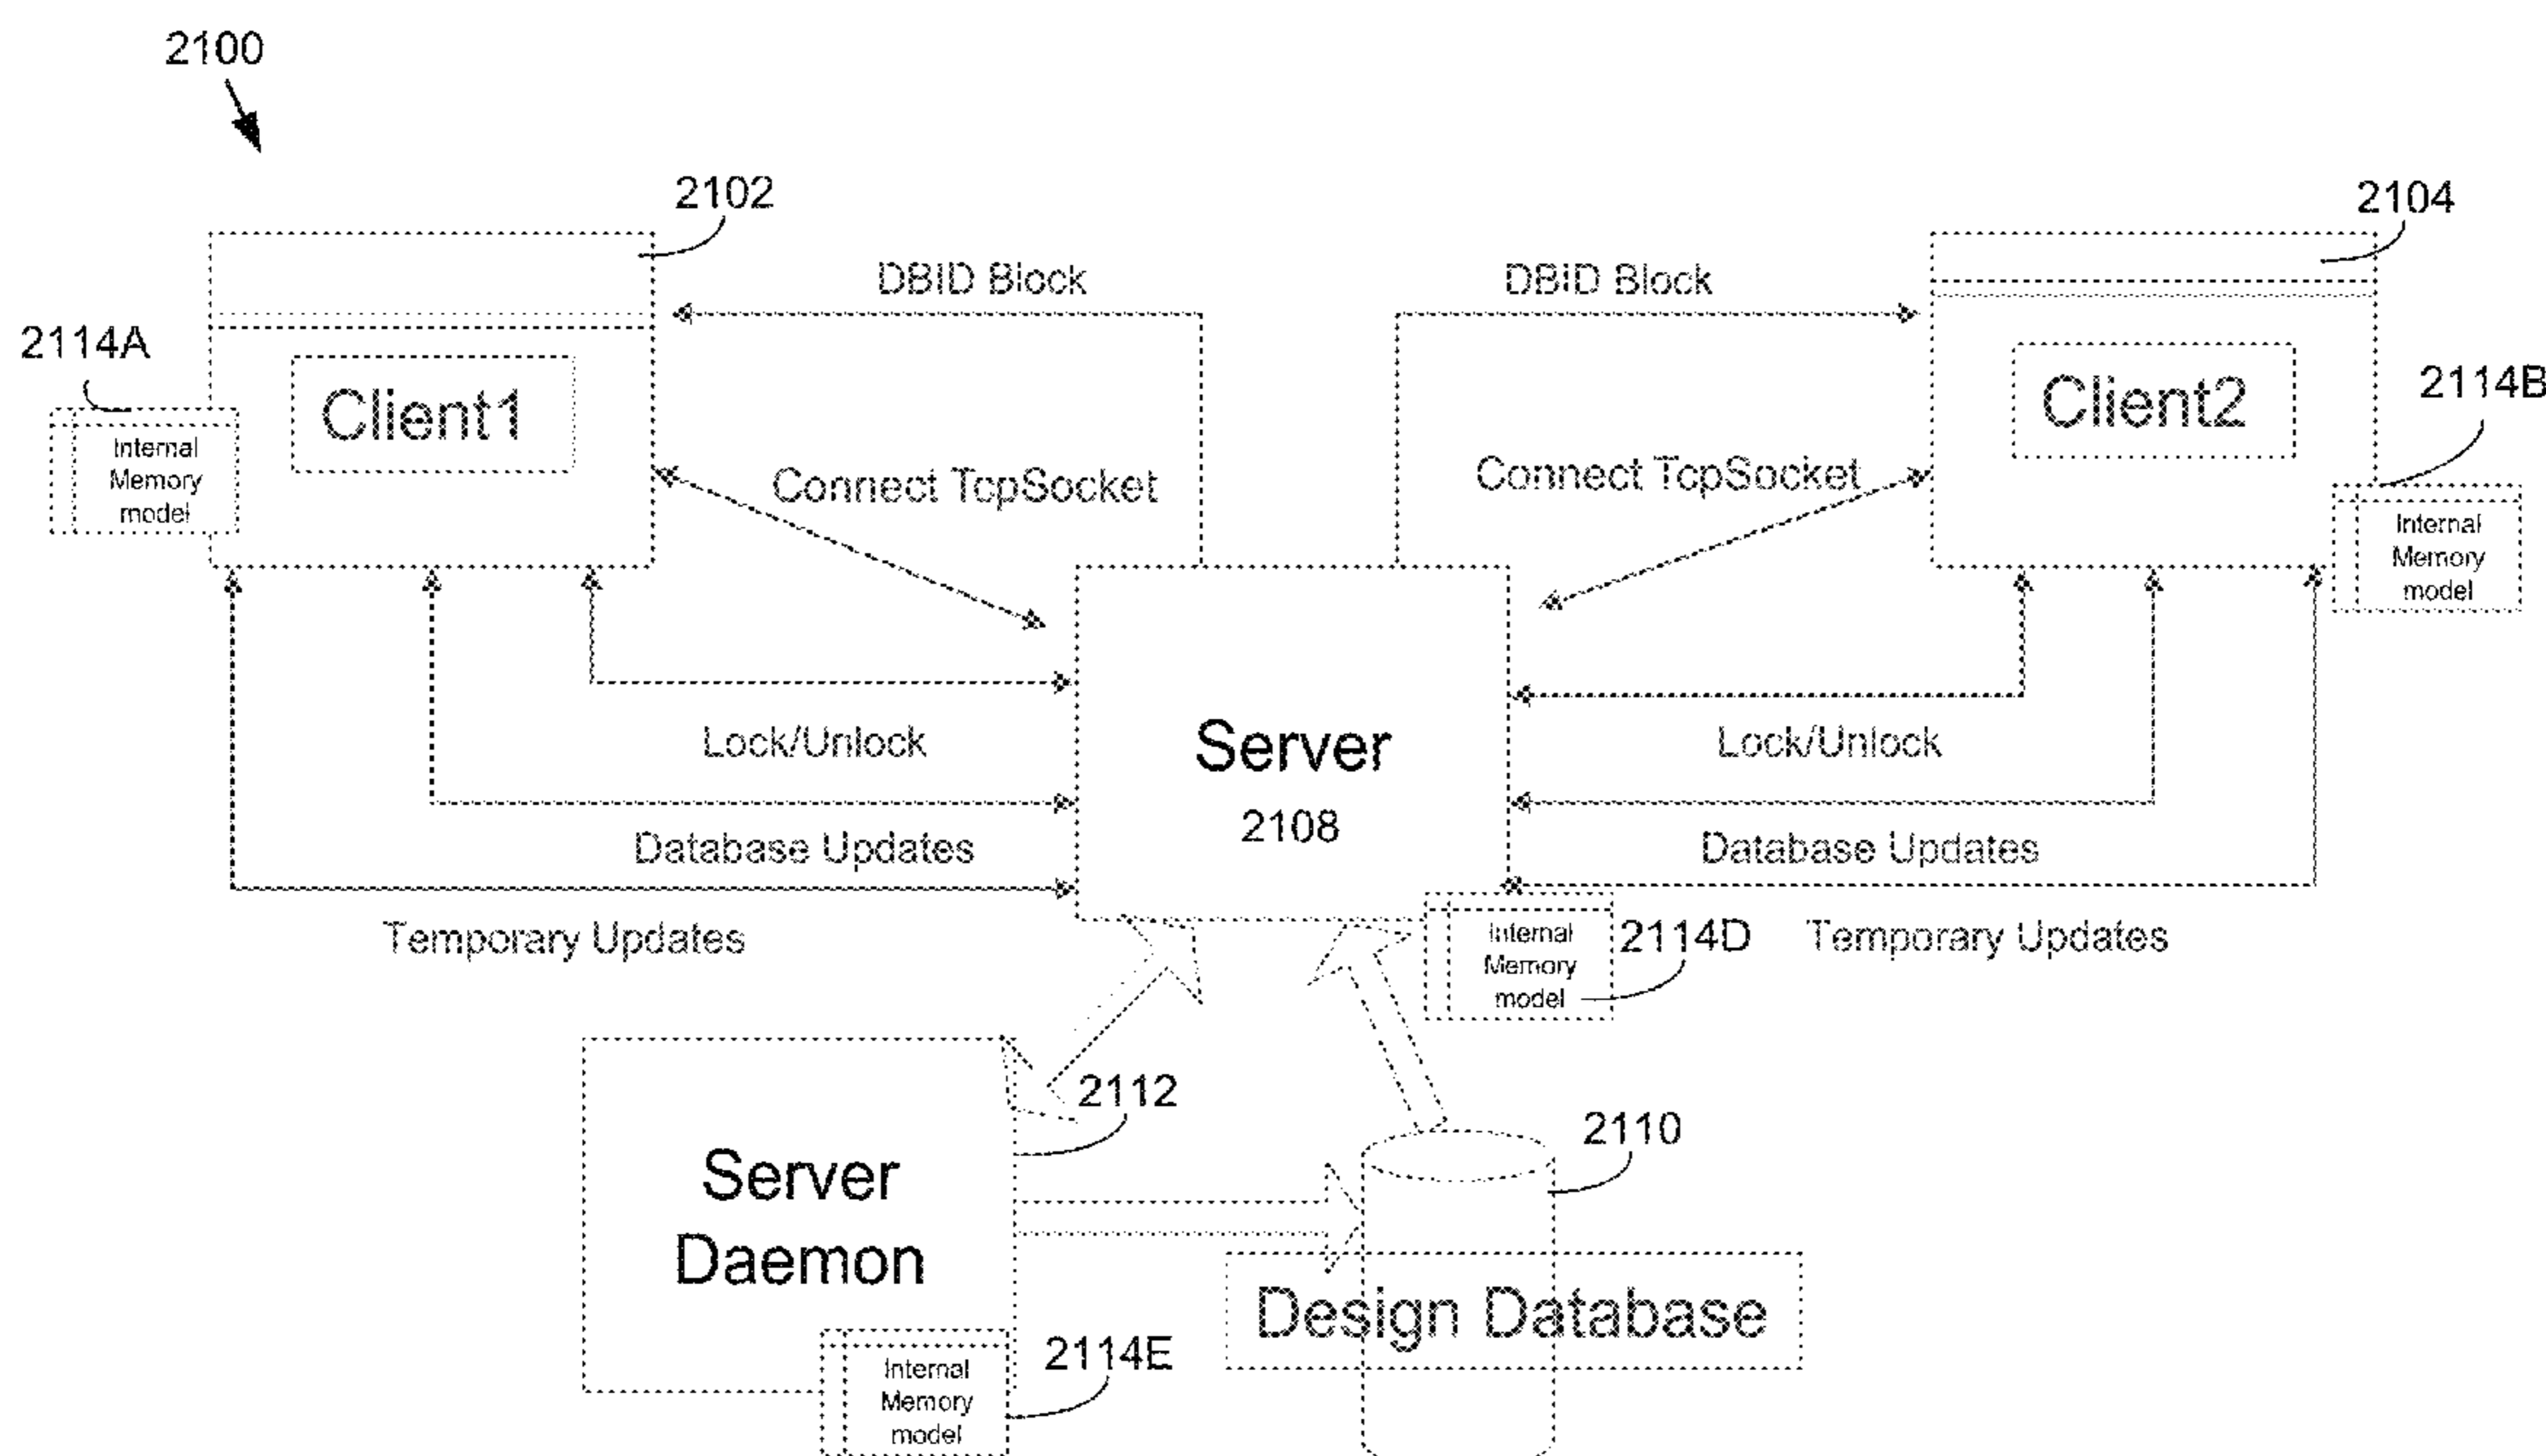 2100
2102
2104
DBID Block
DBID Block
2114A
Client1
Client2
2114B
Internal
Memory
model
Connect TcpSocket
Connect TcpSocket
Internal
Memory
model
Server
2108
Lock/Unlock
Lock/Unlock
Database Updates
Database Updates
Temporary Updates
Internal
Memory
model
2114D
Temporary Updates
2112
2110
Server
Daemon
Design Database
Internal
Memory
model
2114E